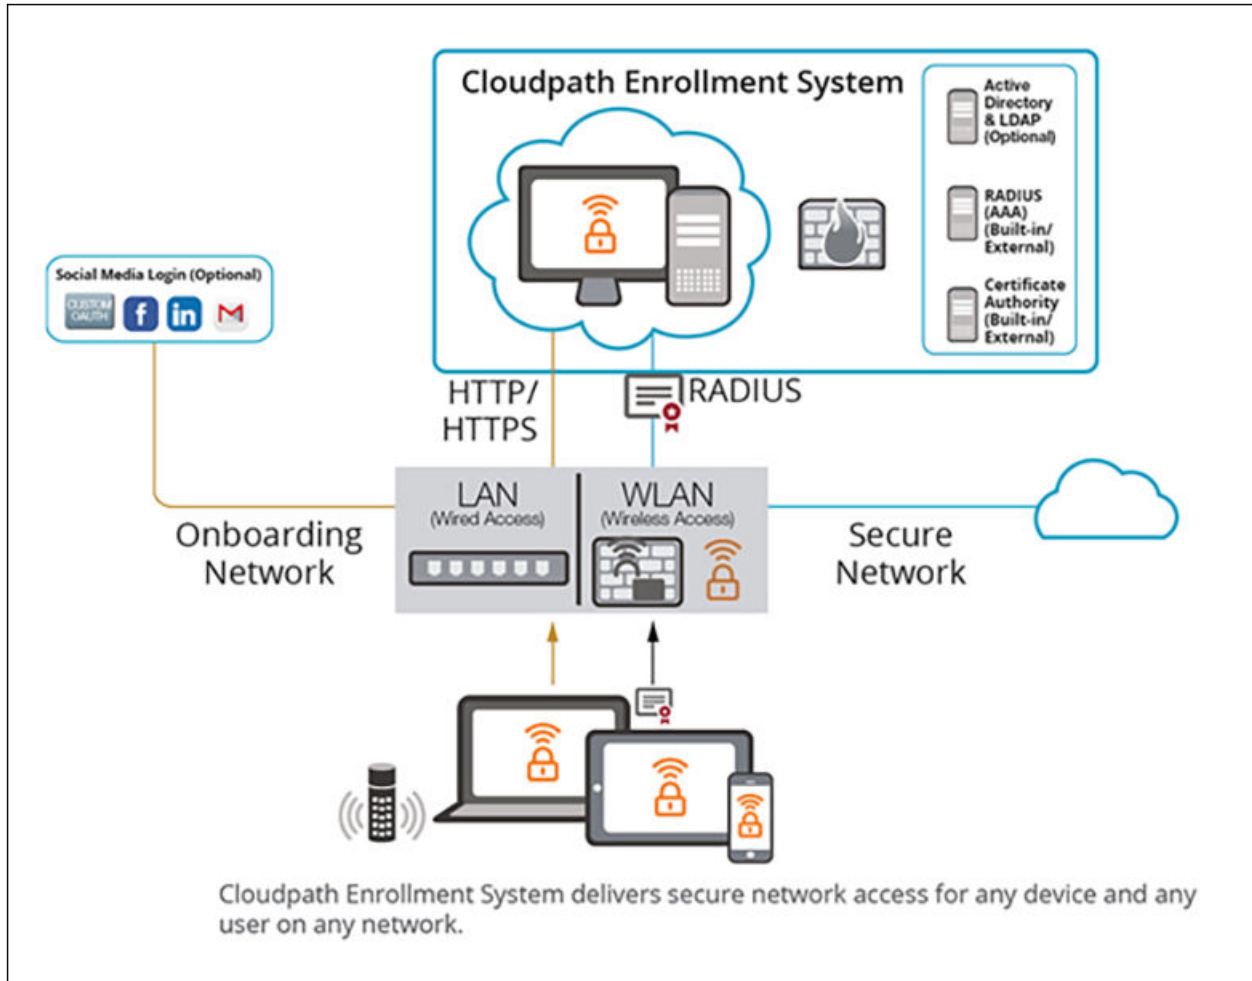 Cloudpath Enrollment System
Active
Directory
& LDAP
(Optional)
RADIUS
(AAA)
(Built-in/
External)
Certificate
Authority
(Built-in/
External)
Social Media Login (Optional)
CUSTOM
OAUTH
f
in
M
HTTP/
HTTPS
RADIUS
LAN
(Wired Access)
WLAN
(Wireless Access)
Onboarding
Network
Secure
Network
Cloudpath Enrollment System delivers secure network access for any device and any
user on any network.